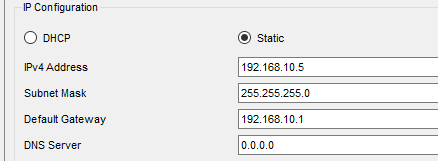 IP Configuration
DHCP Static
IPv4 Address 192.168.10.5
Subnet Mask 255.255.255.0
Default Gateway 192.168.10.1
DNS Server 0.0.0.0